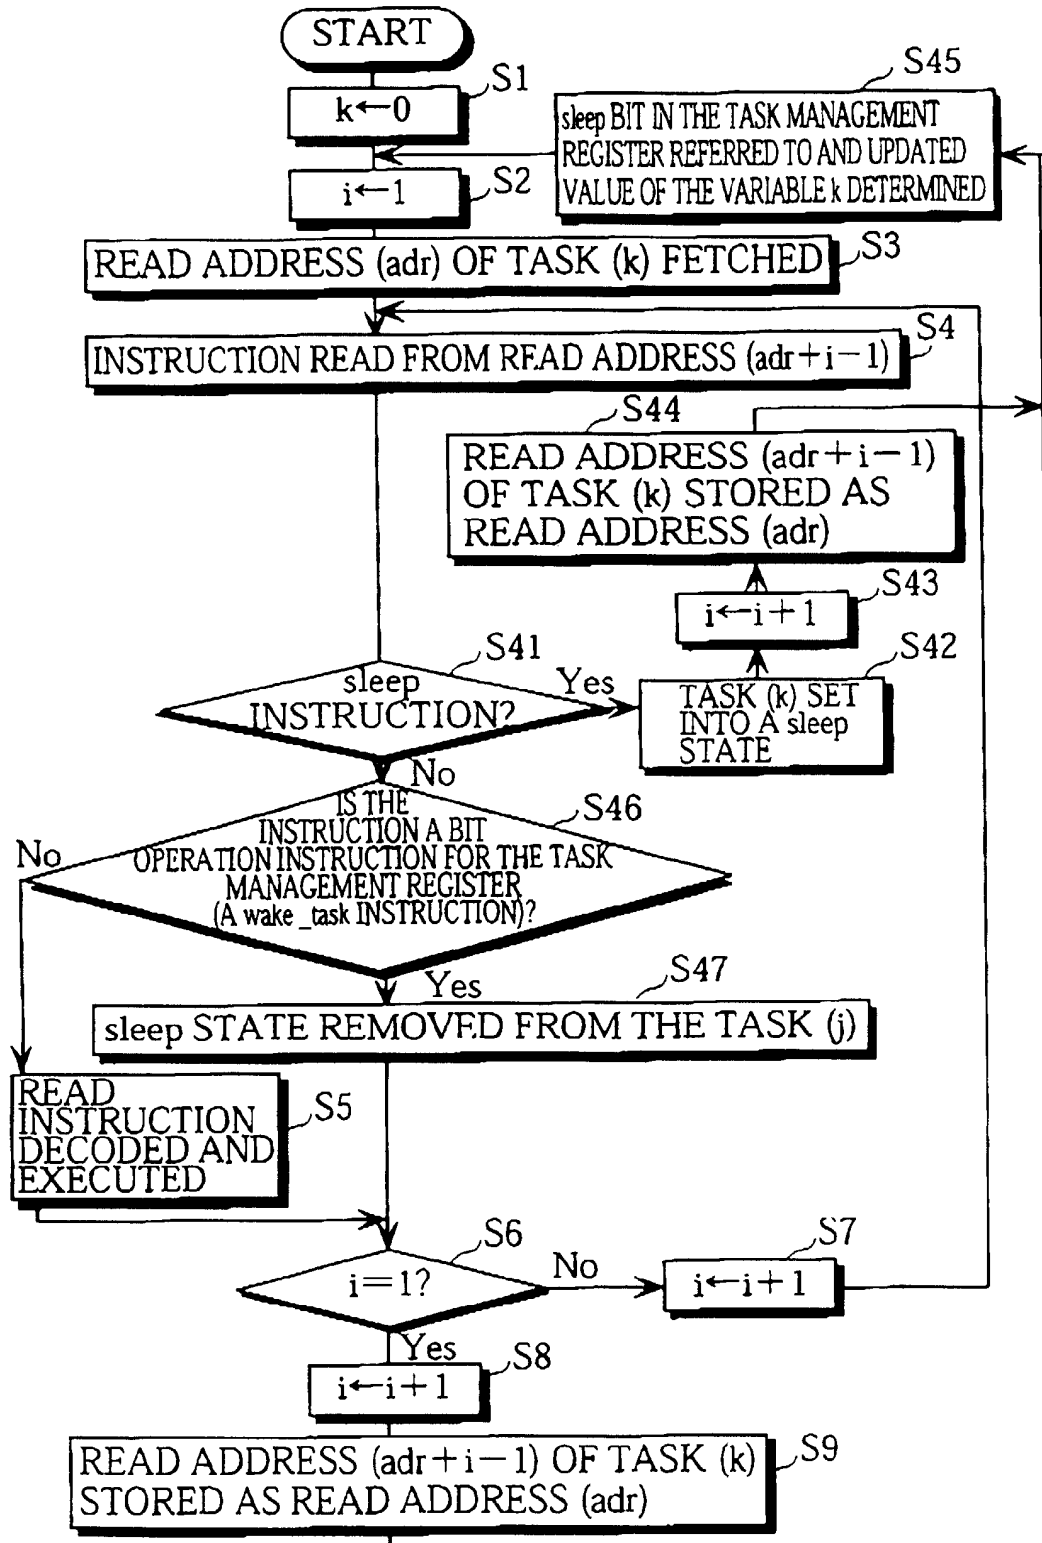 START
S1
k←0
S45
sleep BIT IN THE TASK MANAGEMENT
REGISTER REFERRED TO AND UPDATED
VALUE OF THE VARIABLE k DETERMINED
S2
i←1
S3
READ ADDRESS (adr) OF TASK (k) FETCHED
S4
INSTRUCTION READ FROM READ ADDRESS (adr+i−1)
S44
READ ADDRESS (adr+i−1)
OF TASK (k) STORED AS
READ ADDRESS (adr)
S43
i←i+1
S42
TASK (k) SET
INTO A sleep
STATE
S41
sleep
INSTRUCTION?
Yes
No
S46
IS THE
INSTRUCTION A BIT
OPERATION INSTRUCTION FOR THE TASK
MANAGEMENT REGISTER
(A wake_task INSTRUCTION)?
No
Yes
S47
sleep STATE REMOVED FROM THE TASK (j)
S5
READ
INSTRUCTION
DECODED AND
EXECUTED
S6
i=1?
No
S7
i←i+1
Yes
S8
i←i+1
S9
READ ADDRESS (adr+i−1) OF TASK (k)
STORED AS READ ADDRESS (adr)